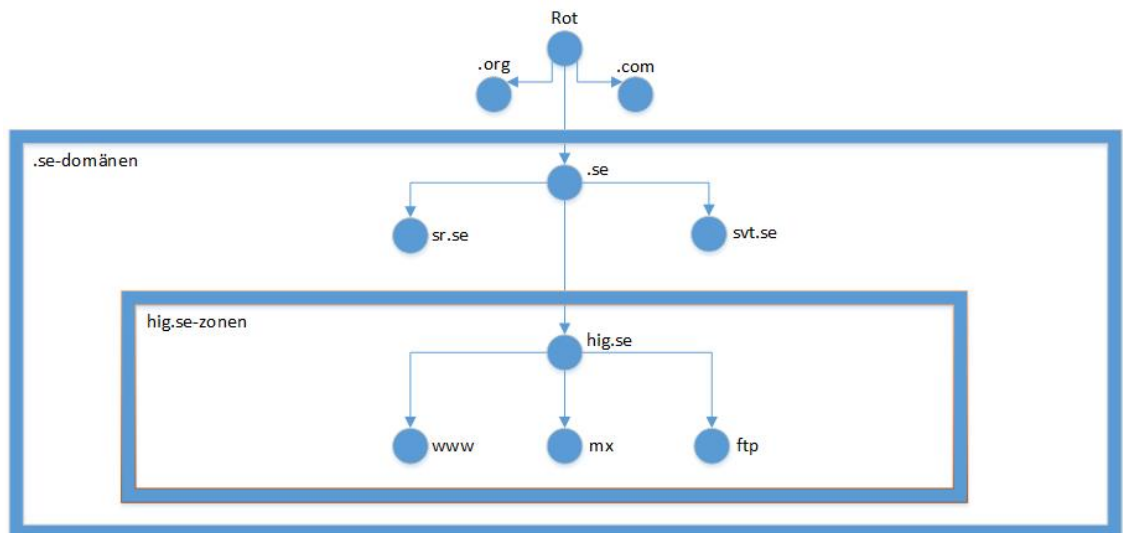 Rot
.org
.com
.se-domänen
.se
sr.se
svt.se
hig.se-zonen
hig.se
www
mx
ftp